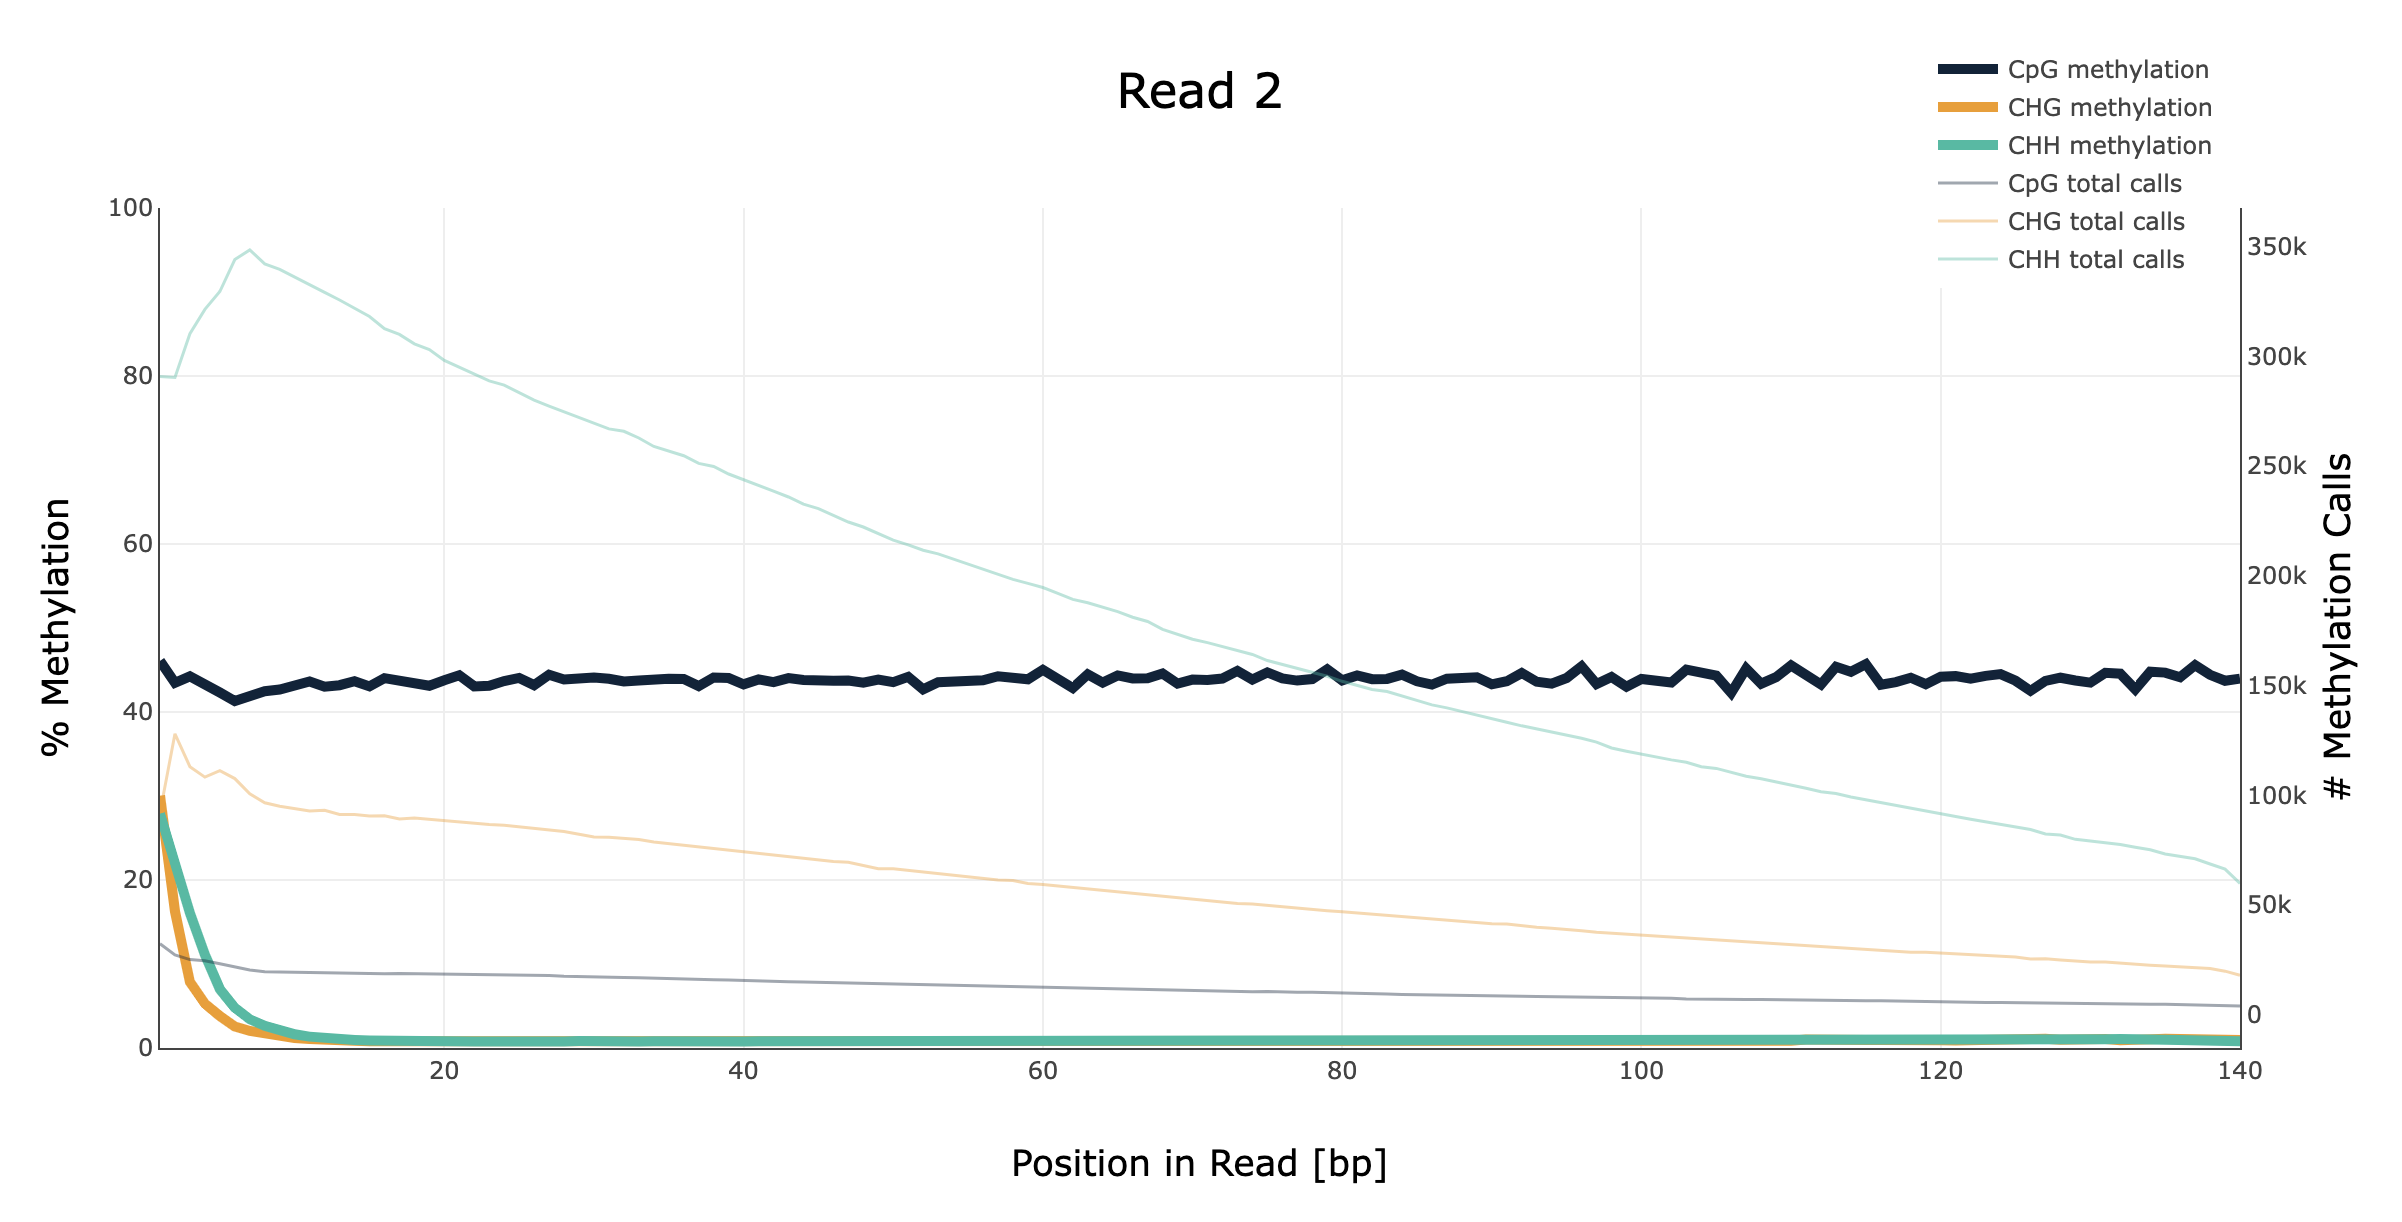 Read 2
CpG methylation
CHG methylation
CHH methylation
CpG total calls
CHG total calls
CHH total calls
100
80
60
40
20
0
% Methylation
350k
300k
250k
200k
150k
100k
50k
0
# Methylation Calls
20 40 60 80 100 120 140
Position in Read [bp]